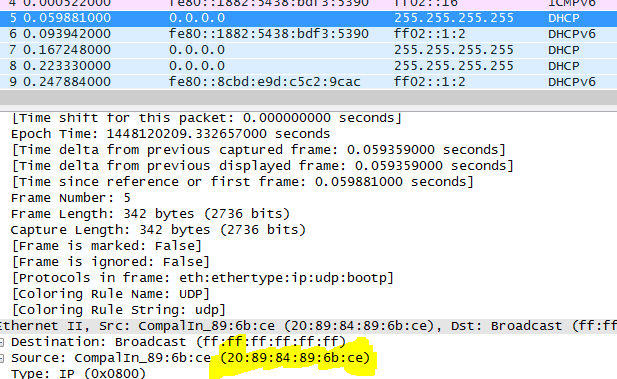 4 0.000522000 fe80::1882:5438:bdf3:5390 ff02::16 ICMPv6
5 0.059881000 0.0.0.0 255.255.255.255 DHCP
6 0.093942000 fe80::1882:5438:bdf3:5390 ff02::1:2 DHCPv6
7 0.167248000 0.0.0.0 255.255.255.255 DHCP
8 0.223330000 0.0.0.0 255.255.255.255 DHCP
9 0.247884000 fe80::8cbd:e9d:c5c2:9cac ff02::1:2 DHCPv6
[Time shift for this packet: 0.000000000 seconds]
Epoch Time: 1448120209.332657000 seconds
[Time delta from previous captured frame: 0.059359000 seconds]
[Time delta from previous displayed frame: 0.059359000 seconds]
[Time since reference or first frame: 0.059881000 seconds]
Frame Number: 5
Frame Length: 342 bytes (2736 bits)
Capture Length: 342 bytes (2736 bits)
[Frame is marked: False]
[Frame is ignored: False]
[Protocols in frame: eth:ethertype:ip:udp:bootp]
[Coloring Rule Name: UDP]
[Coloring Rule String: udp]
Ethernet II, Src: CompalIn_89:6b:ce (20:89:84:89:6b:ce), Dst: Broadcast (ff:ff
Destination: Broadcast (ff:ff:ff:ff:ff:ff)
Source: CompalIn_89:6b:ce (20:89:84:89:6b:ce)
Type: IP (0x0800)